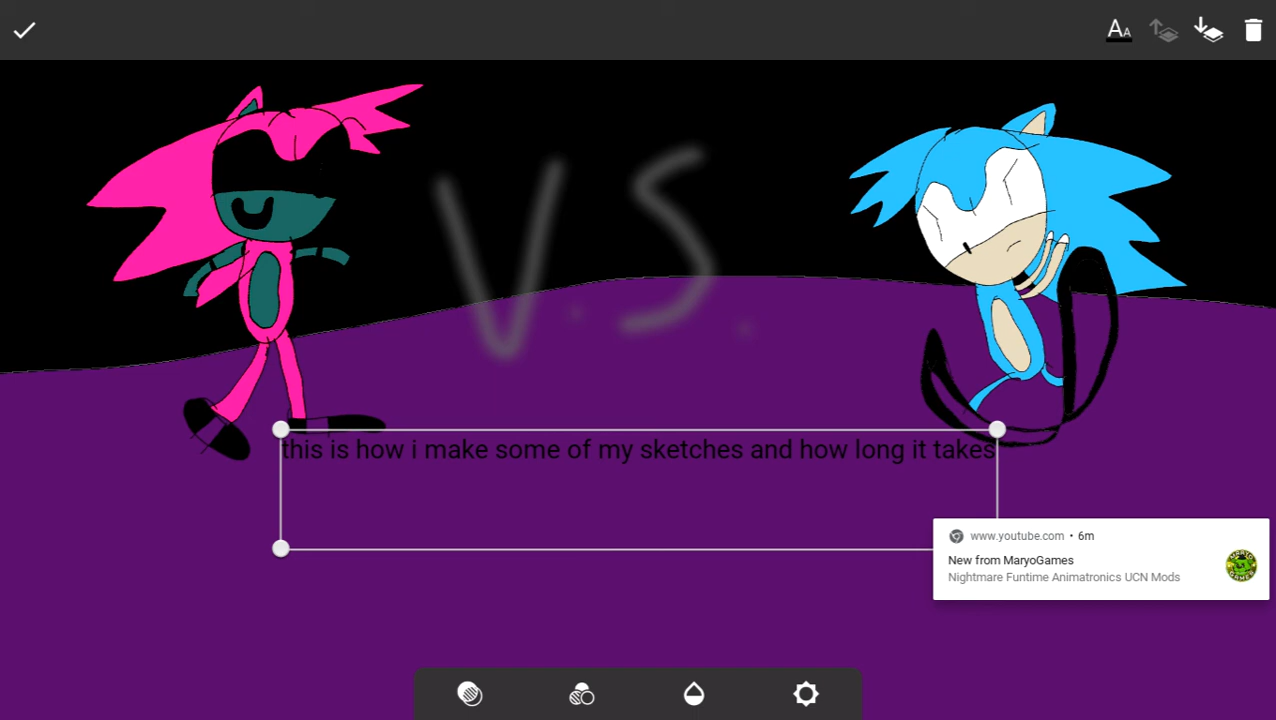 AA
V.S.
this is how i make some of my sketches and how long it takes
www.youtube.com • 6m
New from MaryoGames
Nightmare Funtime Animatronics UCN Mods